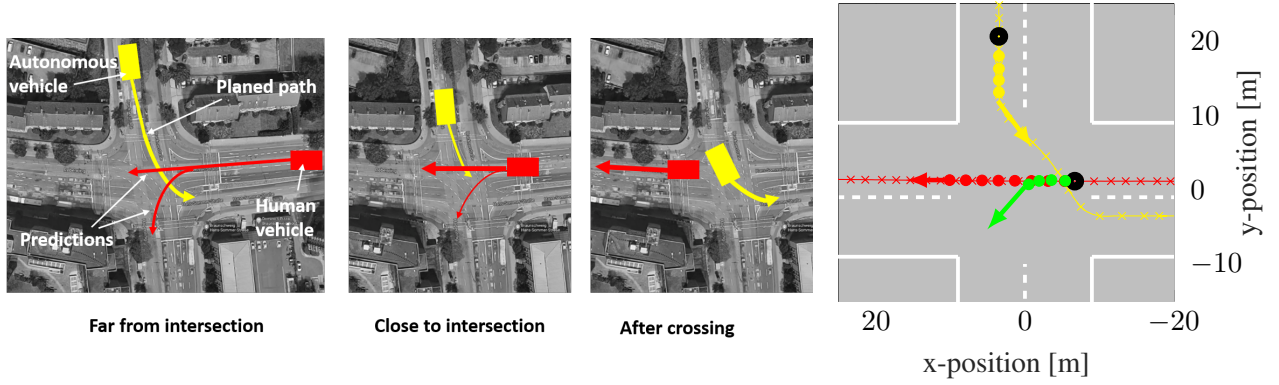 Autonomous
vehicle
Planed path
Human
vehicle
Predictions
Far from intersection
Close to intersection
After crossing
20
10
0
−10
y-position [m]
20
0
−20
x-position [m]